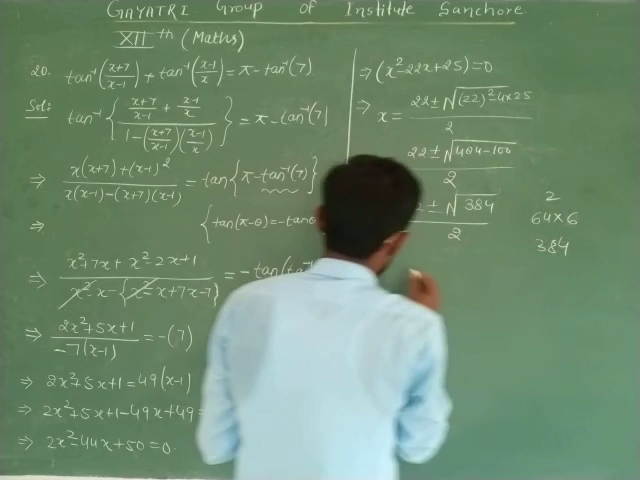 GAYATRI Group of Institute Sanchore
XII th (Maths)
20. tan⁻¹((x+7)/(x-1)) + tan⁻¹((x-1)/x) = π - tan⁻¹(7)
Sol: tan⁻¹{((x+7)/(x-1) + (x-1)/x)/(1-((x+7)/(x-1))((x-1)/x))} = π - tan⁻¹(7)
⇒ (x(x+7)+(x-1)²)/(x(x-1)-(x+7)(x-1)) = tan{π - tan⁻¹(7)}
⇒ {tan(π-θ)=-tanθ
⇒ (x²+7x+x²-2x+1)/(x²-x-{x²-x+7x-7}) = -tan(tan⁻¹
⇒ (2x²+5x+1)/(-7(x-1)) = -(7)
⇒ 2x²+5x+1=49(x-1)
⇒ 2x²+5x+1-49x+49=
⇒ 2x²-44x+50=0.
⇒ (x²-22x+25)=0
⇒ x = (22±√((22)²4x25))/2
(22±√(484-100))/2
±√384/2
2
64×6
384